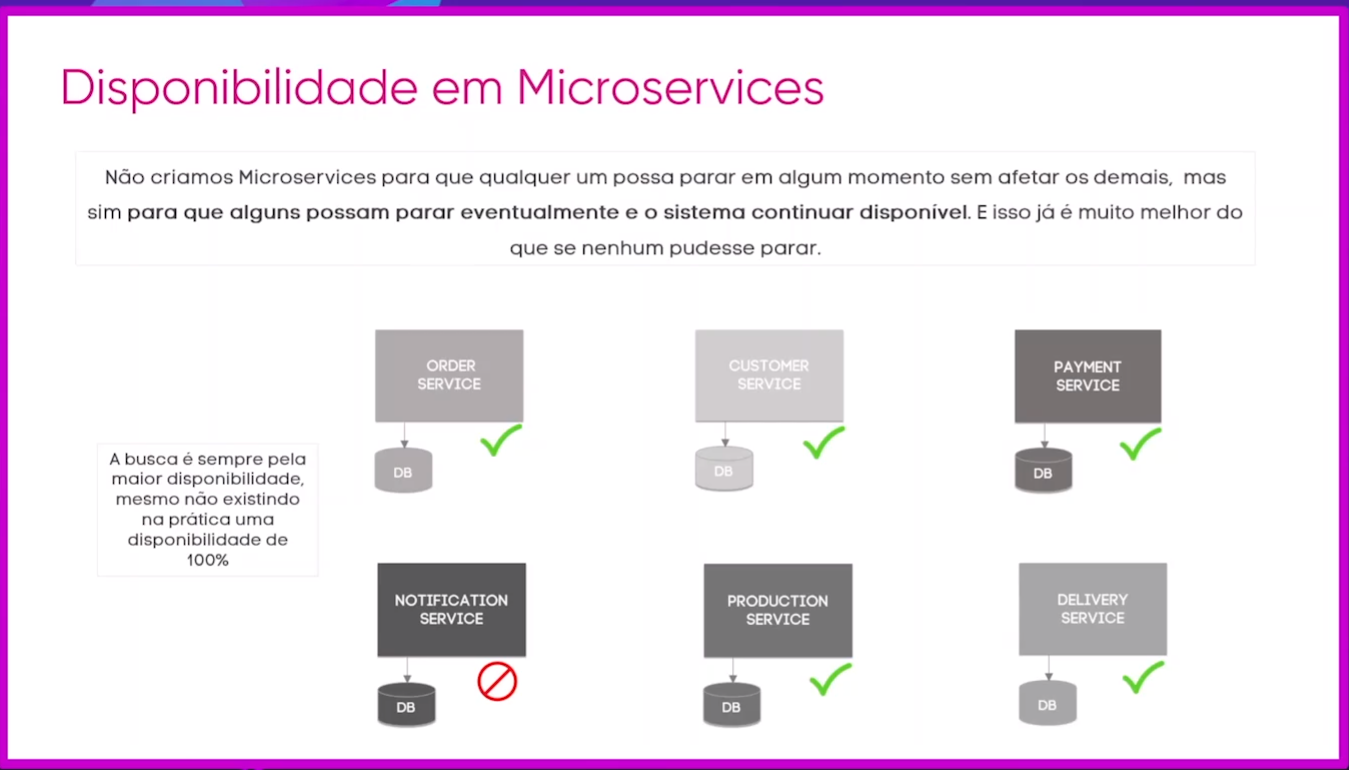 Disponibilidade em Microservices
Não criamos Microservices para que qualquer um possa parar em algum momento sem afetar os demais, mas
sim para que alguns possam parar eventualmente e o sistema continuar disponível. E isso já é muito melhor do
que se nenhum pudesse parar.
ORDER
SERVICE
DB
CUSTOMER
SERVICE
DB
PAYMENT
SERVICE
DB
A busca é sempre pela
maior disponibilidade,
mesmo não existindo
na prática uma
disponibilidade de
100%
NOTIFICATION
SERVICE
DB
PRODUCTION
SERVICE
DB
DELIVERY
SERVICE
DB